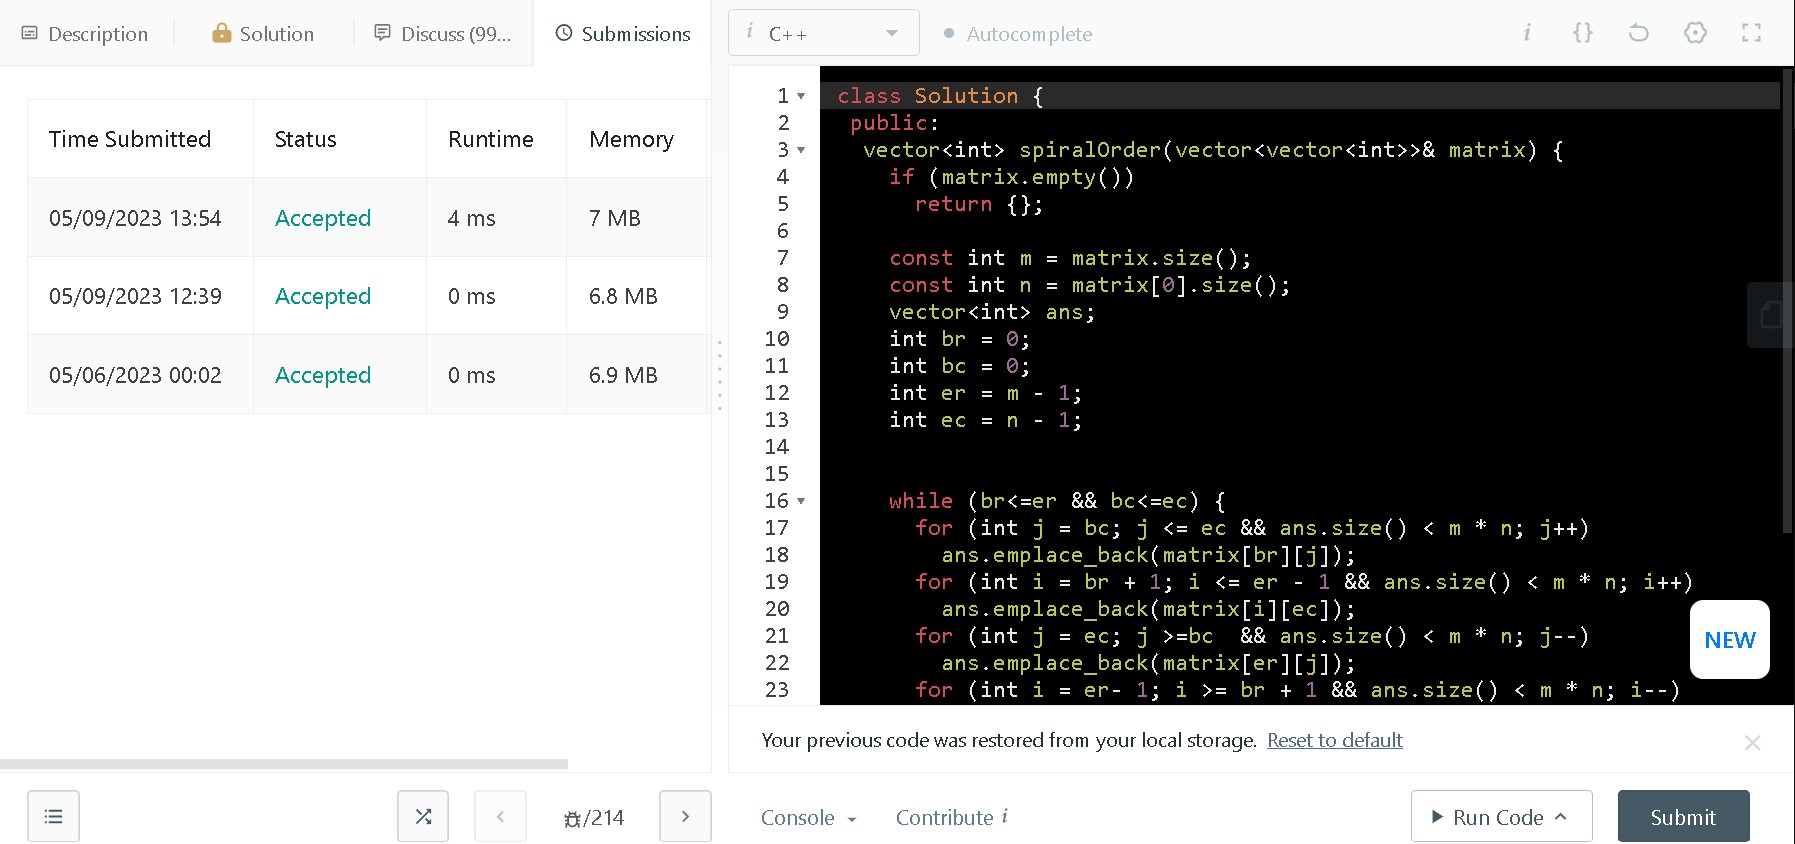 Description
Solution
Discuss (99...
Submissions
i C++
Autocomplete
i {}
Time Submitted Status Runtime Memory
05/09/2023 13:54 Accepted 4 ms 7 MB
05/09/2023 12:39 Accepted 0 ms 6.8 MB
05/06/2023 00:02 Accepted 0 ms 6.9 MB
1 class Solution {
2 public:
3 vector<int> spiralOrder(vector<vector<int>>& matrix) {
4 if (matrix.empty())
5 return {};
6
7 const int m = matrix.size();
8 const int n = matrix[0].size();
9 vector<int> ans;
10 int br = 0;
11 int bc = 0;
12 int er = m - 1;
13 int ec = n - 1;
14
15
16 while (br<=er && bc<=ec) {
17 for (int j = bc; j <= ec && ans.size() < m * n; j++)
18 ans.emplace_back(matrix[br][j]);
19 for (int i = br + 1; i <= er - 1 && ans.size() < m * n; i++)
20 ans.emplace_back(matrix[i][ec]);
21 for (int j = ec; j >=bc  && ans.size() < m * n; j--)
22 ans.emplace_back(matrix[er][j]);
23 for (int i = er- 1; i >= br + 1 && ans.size() < m * n; i--)
NEW
Your previous code was restored from your local storage. Reset to default
/214
Console
Contribute i
Run Code
Submit